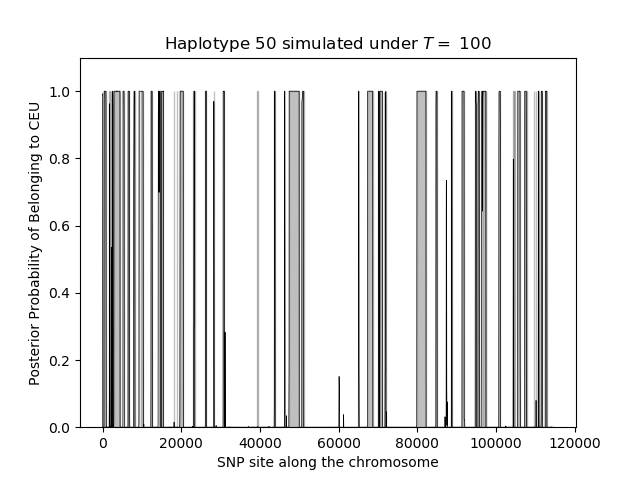 Haplotype 50 simulated under T = 100
Posterior Probability of Belonging to CEU
1.0
0.8
0.6
0.4
0.2
0.0
0 20000 40000 60000 80000 100000 120000
SNP site along the chromosome